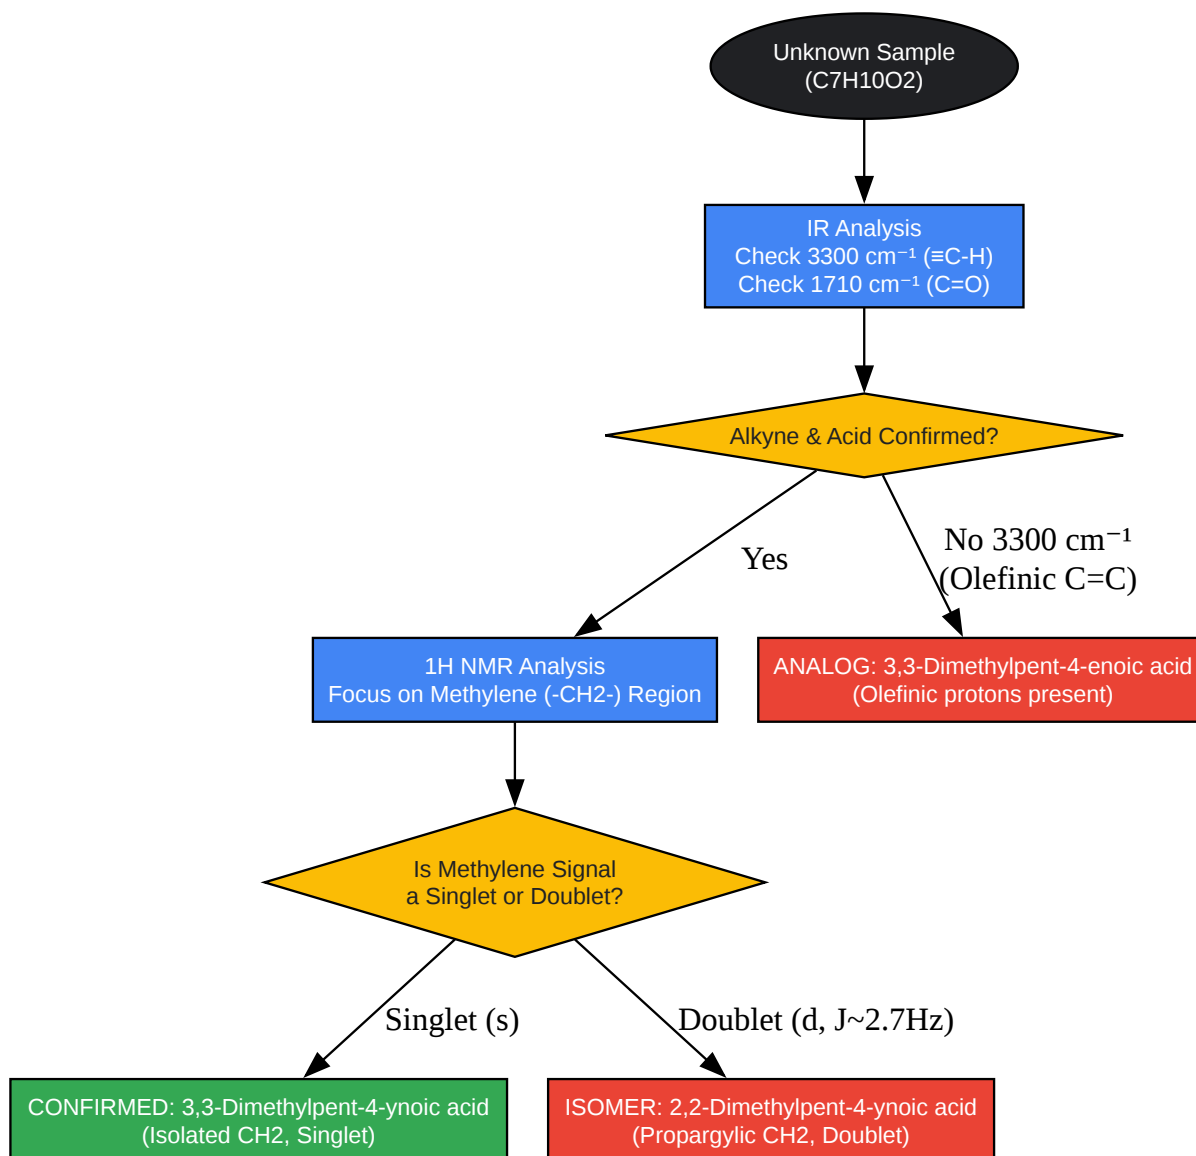 Unknown Sample
(C7H10O2)
IR Analysis
Check 3300 cm⁻¹ (≡C-H)
Check 1710 cm⁻¹ (C=O)
Alkyne & Acid Confirmed?
Yes
No 3300 cm⁻¹
(Olefinic C=C)
1H NMR Analysis
Focus on Methylene (-CH2-) Region
ANALOG: 3,3-Dimethylpent-4-enoic acid
(Olefinic protons present)
Is Methylene Signal
a Singlet or Doublet?
Singlet (s)
Doublet (d, J~2.7Hz)
CONFIRMED: 3,3-Dimethylpent-4-ynoic acid
(Isolated CH2, Singlet)
ISOMER: 2,2-Dimethylpent-4-ynoic acid
(Propargylic CH2, Doublet)